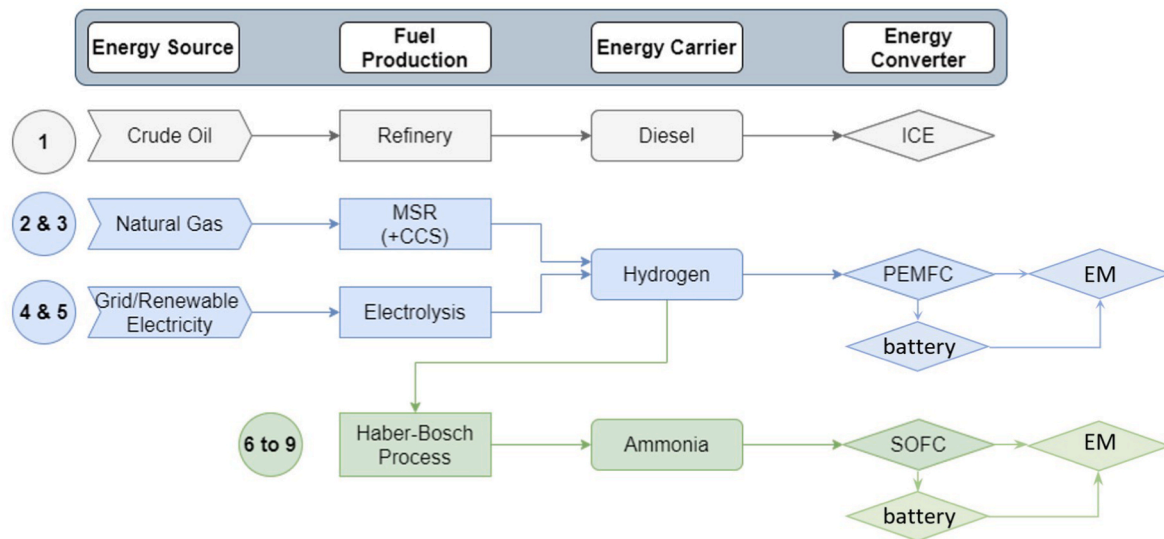 Energy Source
Fuel
Production
Energy Carrier
Energy
Converter
1
Crude Oil
Refinery
Diesel
ICE
2 & 3
Natural Gas
MSR
(+CCS)
Hydrogen
PEMFC
EM
4 & 5
Grid/Renewable
Electricity
Electrolysis
battery
6 to 9
Haber-Bosch
Process
Ammonia
SOFC
EM
battery